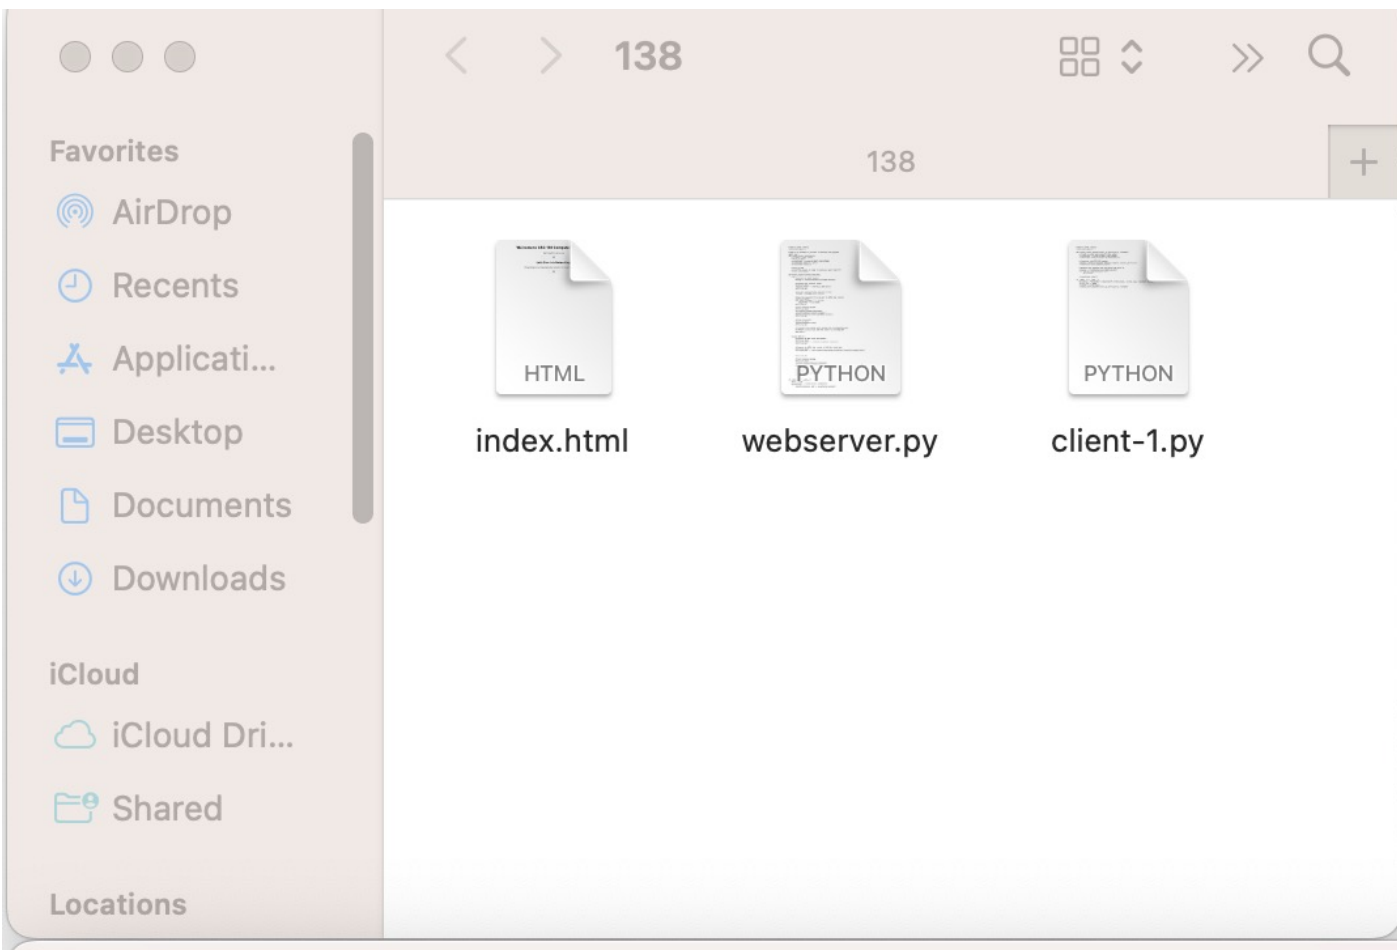 138
138
Favorites
AirDrop
Recents
Applicati...
Desktop
Documents
Downloads
iCloud
iCloud Dri...
Shared
Locations
HTML
PYTHON
PYTHON
index.html
webserver.py
client-1.py